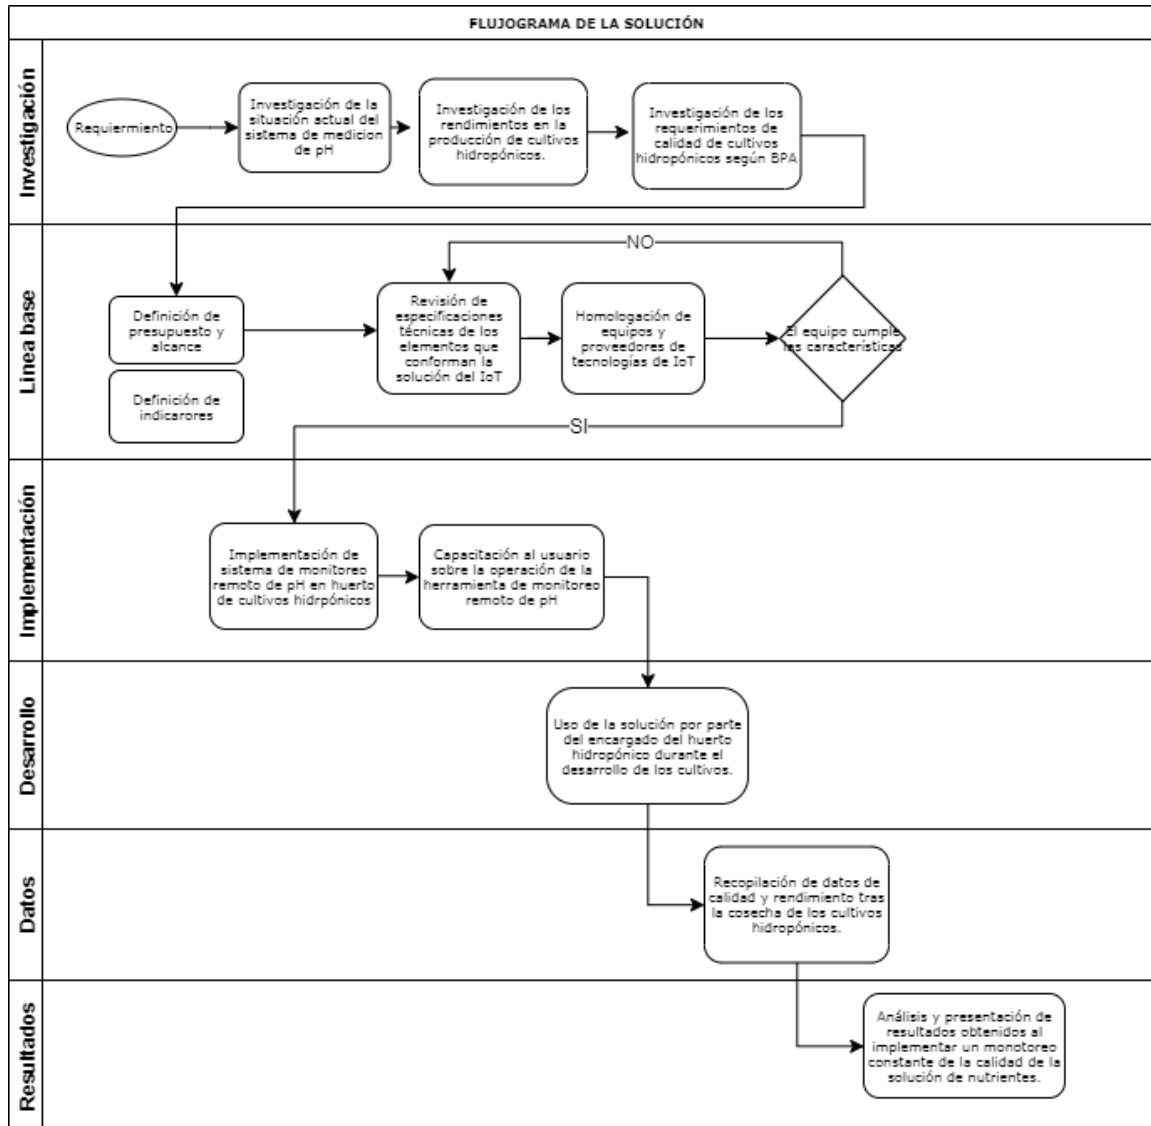 FLUJOGRAMA DE LA SOLUCIÓN
Investigación
Requiermiento
Investigación de la
situación actual del
sistema de medicion
de pH
Investigación de los
rendimientos en la
producción de cultivos
hidropónicos.
Investigación de los
requerimientos de
calidad de cultivos
hidropónicos según BPA
Linea base
NO
Definición de
presupuesto y
alcance
Definición de
indicarores
Revisión de
especificaciones
técnicas de los
elementos que
conforman la
solución del IoT
Homologación de
equipos y
proveedores de
tecnologías de IoT
El equipo cumple
las características
SI
Implementación
Implementación de
sistema de monitoreo
remoto de pH en huerto
de cultivos hidrpónicos
Capacitación al usuario
sobre la operación de la
herramienta de monitoreo
remoto de pH
Desarrollo
Uso de la solución por parte
del encargado del huerto
hidropónico durante el
desarrollo de los cultivos.
Datos
Recopilación de datos de
calidad y rendimiento tras
la cosecha de los cultivos
hidropónicos.
Resultados
Análisis y presentación de
resultados obtenidos al
implementar un monotoreo
constante de la calidad de la
solución de nutrientes.